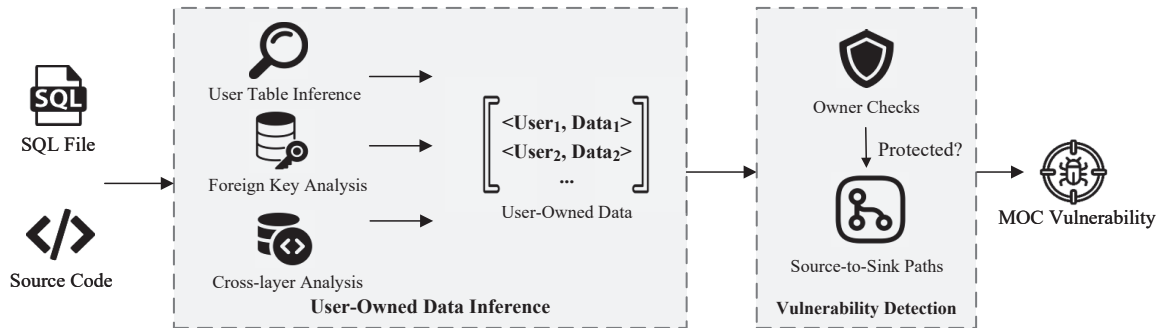 SQL
SQL File
Source Code
User Table Inference
Foreign Key Analysis
Cross-layer Analysis
<User₁, Data₁>
<User₂, Data₂>
...
User-Owned Data
User-Owned Data Inference
Owner Checks
Protected?
Source-to-Sink Paths
Vulnerability Detection
MOC Vulnerability